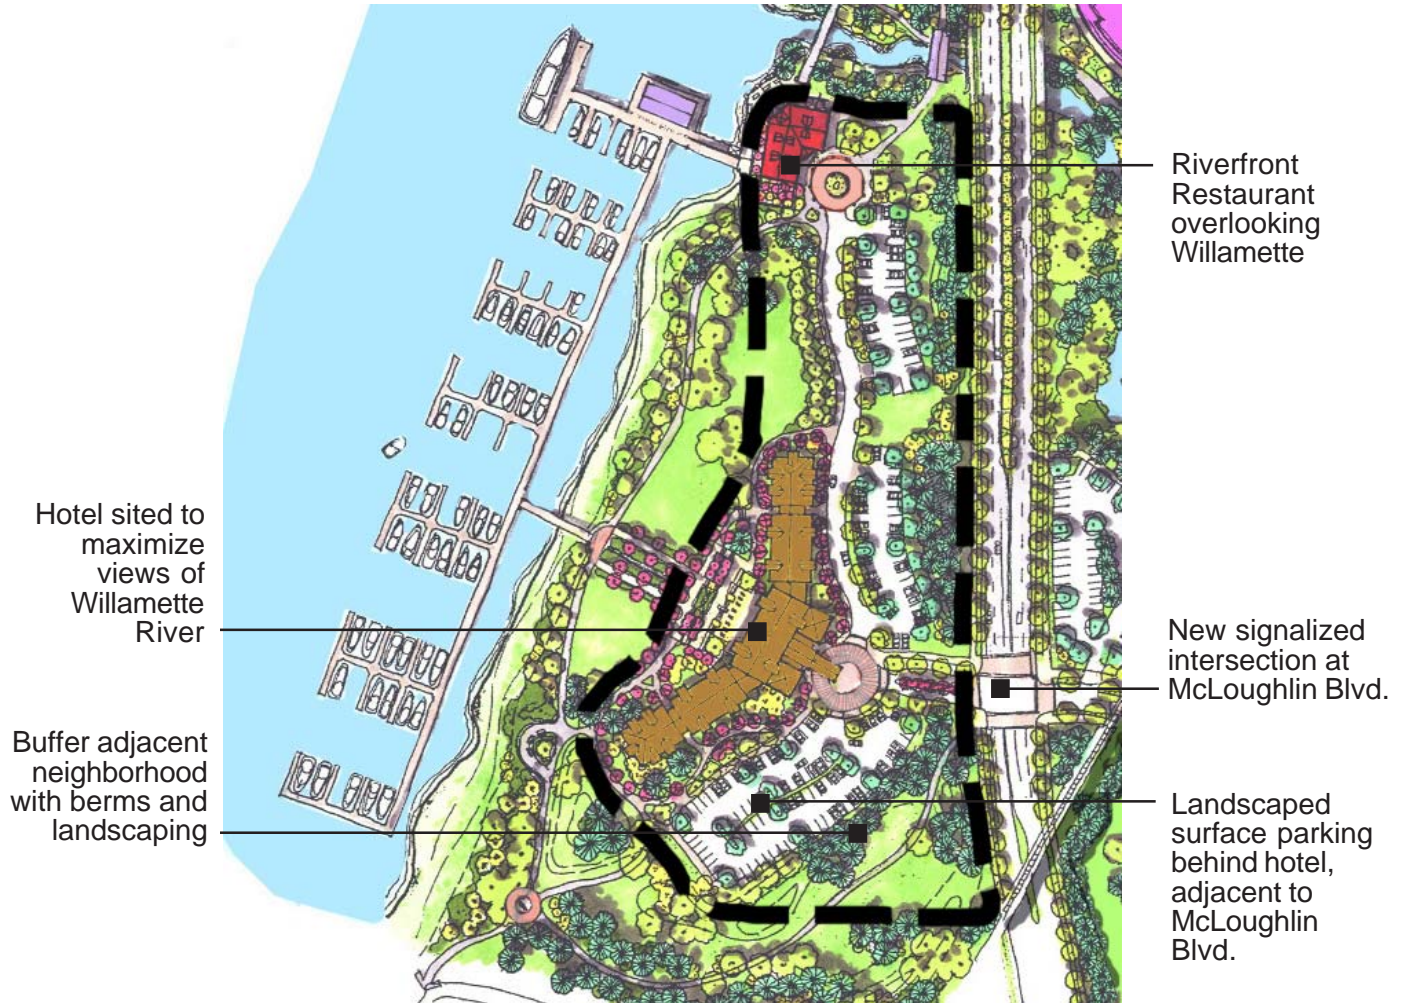 Riverfront
Restaurant
overlooking
Willamette
Hotel sited to
maximize
views of
Willamette
River
New signalized
intersection at
McLoughlin Blvd.
Buffer adjacent
neighborhood
with berms and
landscaping
Landscaped
surface parking
behind hotel,
adjacent to
McLoughlin
Blvd.